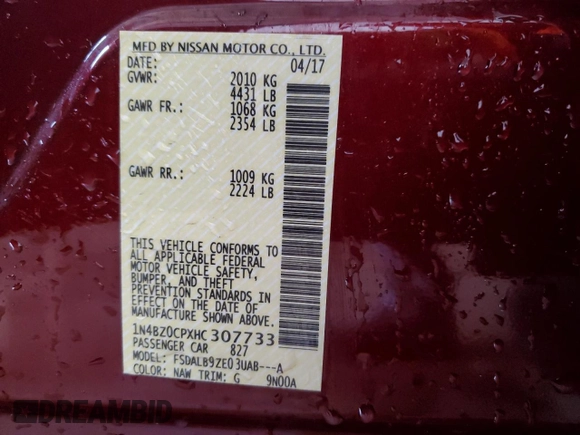 MFD BY NISSAN MOTOR CO., LTD.
DATE: 04/17
GVWR: 2010 KG
4431 LB
GAWR FR: 1068 KG
2354 LB
GAWR RR: 1009 KG
2224 LB
THIS VEHICLE CONFORMS TO
ALL APPLICABLE FEDERAL
MOTOR VEHICLE SAFETY,
BUMPER, AND THEFT
PREVENTION STANDARDS IN
EFFECT ON THE DATE OF
MANUFACTURE SHOWN ABOVE.
1N4BZ0CPXHC307733
PASSENGER CAR 827
MODEL: FSDALB9ZE03UAB---A
COLOR: NAW TRIM: G 9N00A
DREAMBID